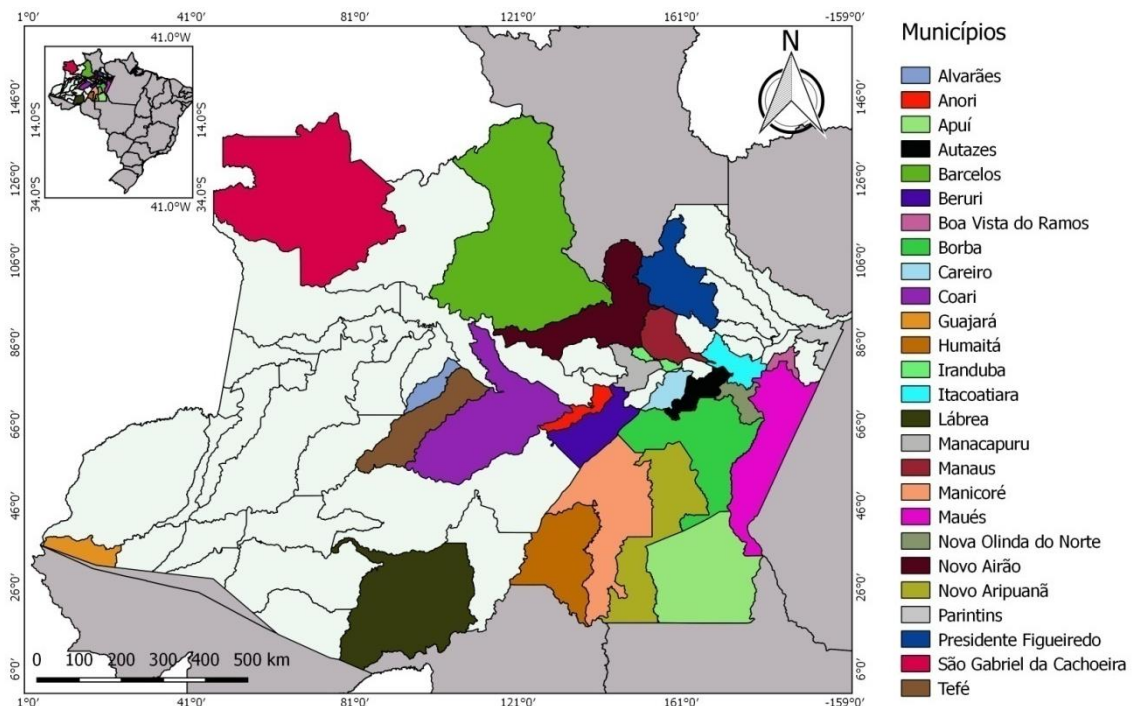 1°0' 41°0' 81°0' 121°0' 161°0' -159°0'
Municípios
41.0°W
N
14.0°S 14.0°S
34.0°S 34.0°S
41.0°W
146°0' 146°0'
126°0' 126°0'
106°0' 106°0'
86°0' 86°0'
66°0' 66°0'
46°0' 46°0'
26°0' 26°0'
6°0' 6°0'
Alvarães
Anori
Apuí
Autazes
Barcelos
Beruri
Boa Vista do Ramos
Borba
Careiro
Coari
Guajará
Humaitá
Iranduba
Itacoatiara
Lábrea
Manacapuru
Manaus
Manicoré
Maués
Nova Olinda do Norte
Novo Airão
Novo Aripuanã
Parintins
Presidente Figueiredo
São Gabriel da Cachoeira
Tefé
0 100 200 300 400 500 km
1°0' 41°0' 81°0' 121°0' 161°0' -159°0'